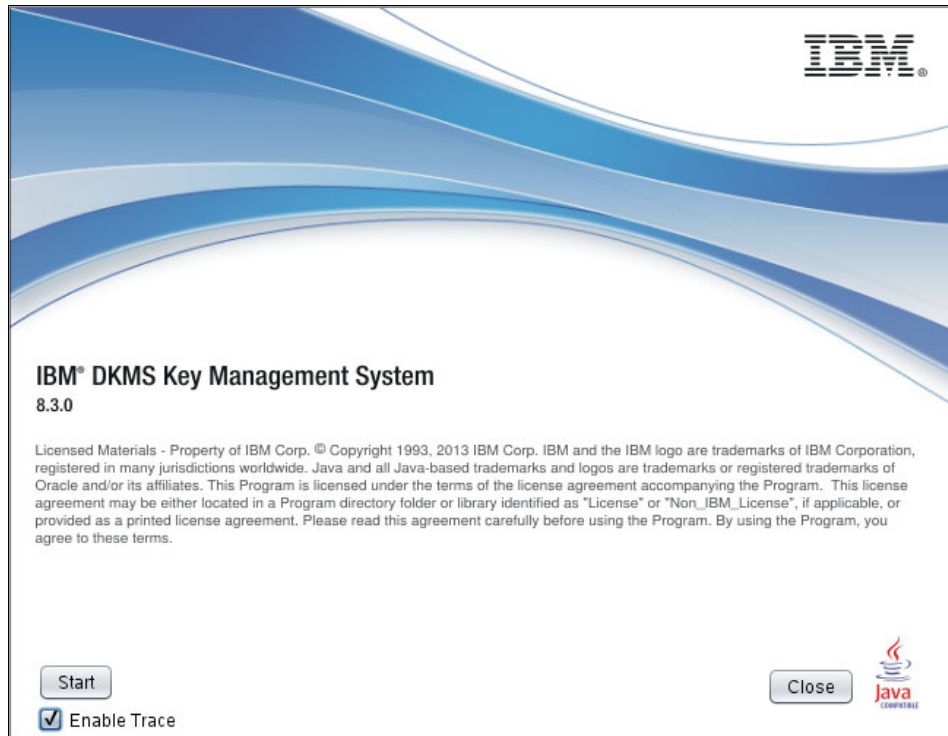 IBM®
IBM® DKMS Key Management System
8.3.0
Licensed Materials - Property of IBM Corp. © Copyright 1993, 2013 IBM Corp. IBM and the IBM logo are trademarks of IBM Corporation,
registered in many jurisdictions worldwide. Java and all Java-based trademarks and logos are trademarks or registered trademarks of
Oracle and/or its affiliates. This Program is licensed under the terms of the license agreement accompanying the Program. This license
agreement may be either located in a Program directory folder or library identified as "License" or "Non_IBM_License", if applicable, or
provided as a printed license agreement. Please read this agreement carefully before using the Program. By using the Program, you
agree to these terms.
Start
Close
Java
COMPATIBLE
Enable Trace